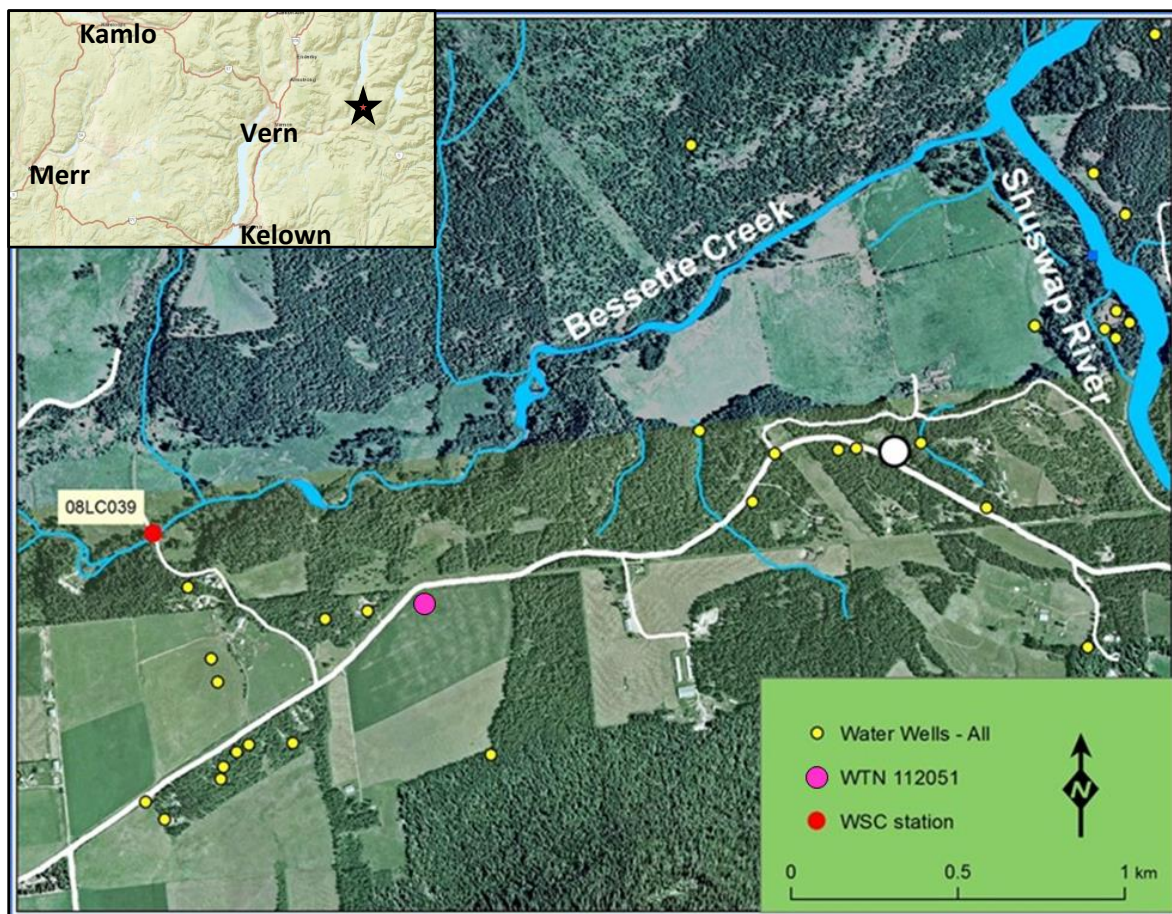 Kamlo
Vern
Merr
Kelown
Bessette Creek
Shuswap River
08LC039
Water Wells - All
WTN 112051
WSC station
N
0
0.5
1 km